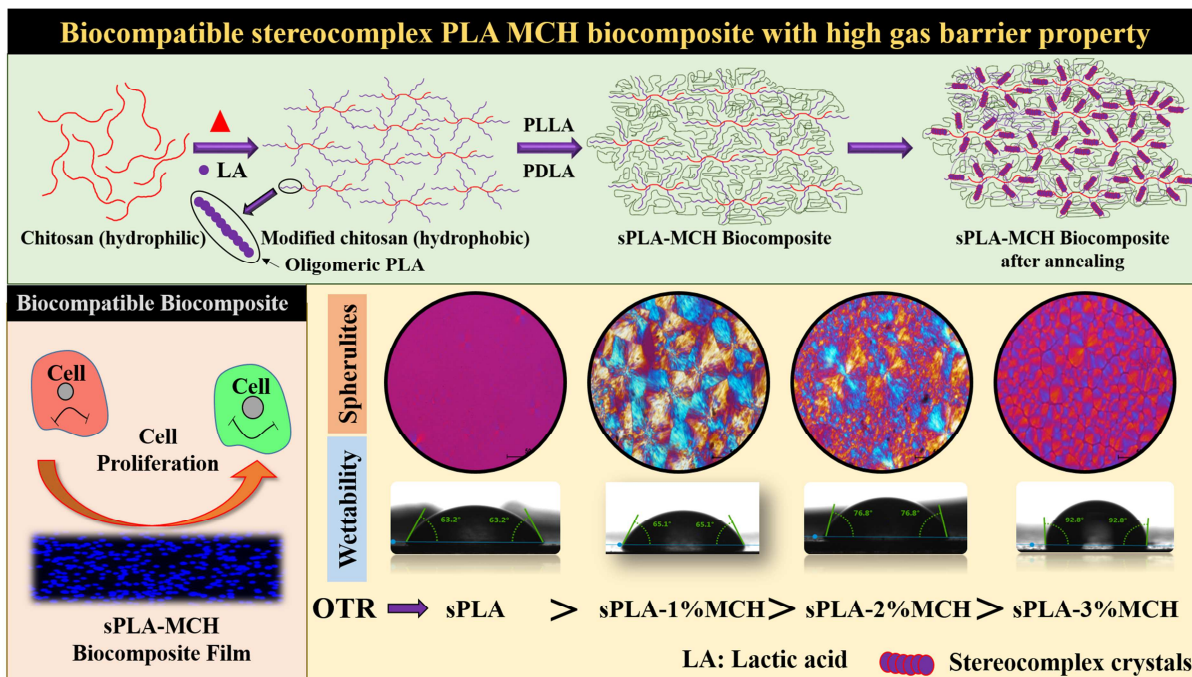 Biocompatible stereocomplex PLA MCH biocomposite with high gas barrier property
LA
PLLA
PDLA
Chitosan (hydrophilic)
Modified chitosan (hydrophobic)
Oligomeric PLA
sPLA-MCH Biocomposite
sPLA-MCH Biocomposite
after annealing
Biocompatible Biocomposite
Cell
Cell
Cell
Proliferation
sPLA-MCH
Biocomposite Film
Spherulites
Wettability
63.2° 63.2°
65.1° 65.1°
76.8° 76.8°
92.8° 92.8°
OTR sPLA > sPLA-1%MCH > sPLA-2%MCH > sPLA-3%MCH
LA: Lactic acid Stereocomplex crystals